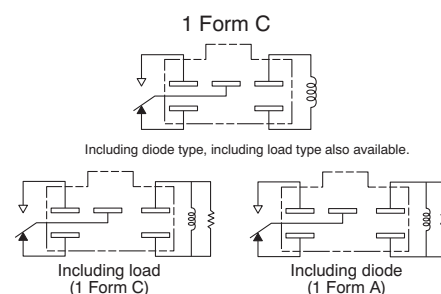 1 Form C
Including diode type, including load type also available.
Including load
(1 Form C)
Including diode
(1 Form A)